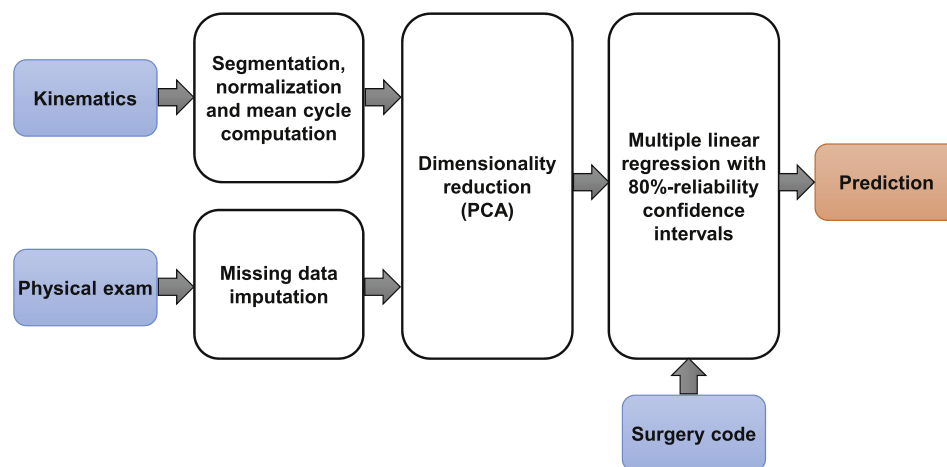 Kinematics
Segmentation,
normalization
and mean cycle
computation
Physical exam
Missing data
imputation
Dimensionality
reduction
(PCA)
Multiple linear
regression with
80%-reliability
confidence
intervals
Prediction
Surgery code